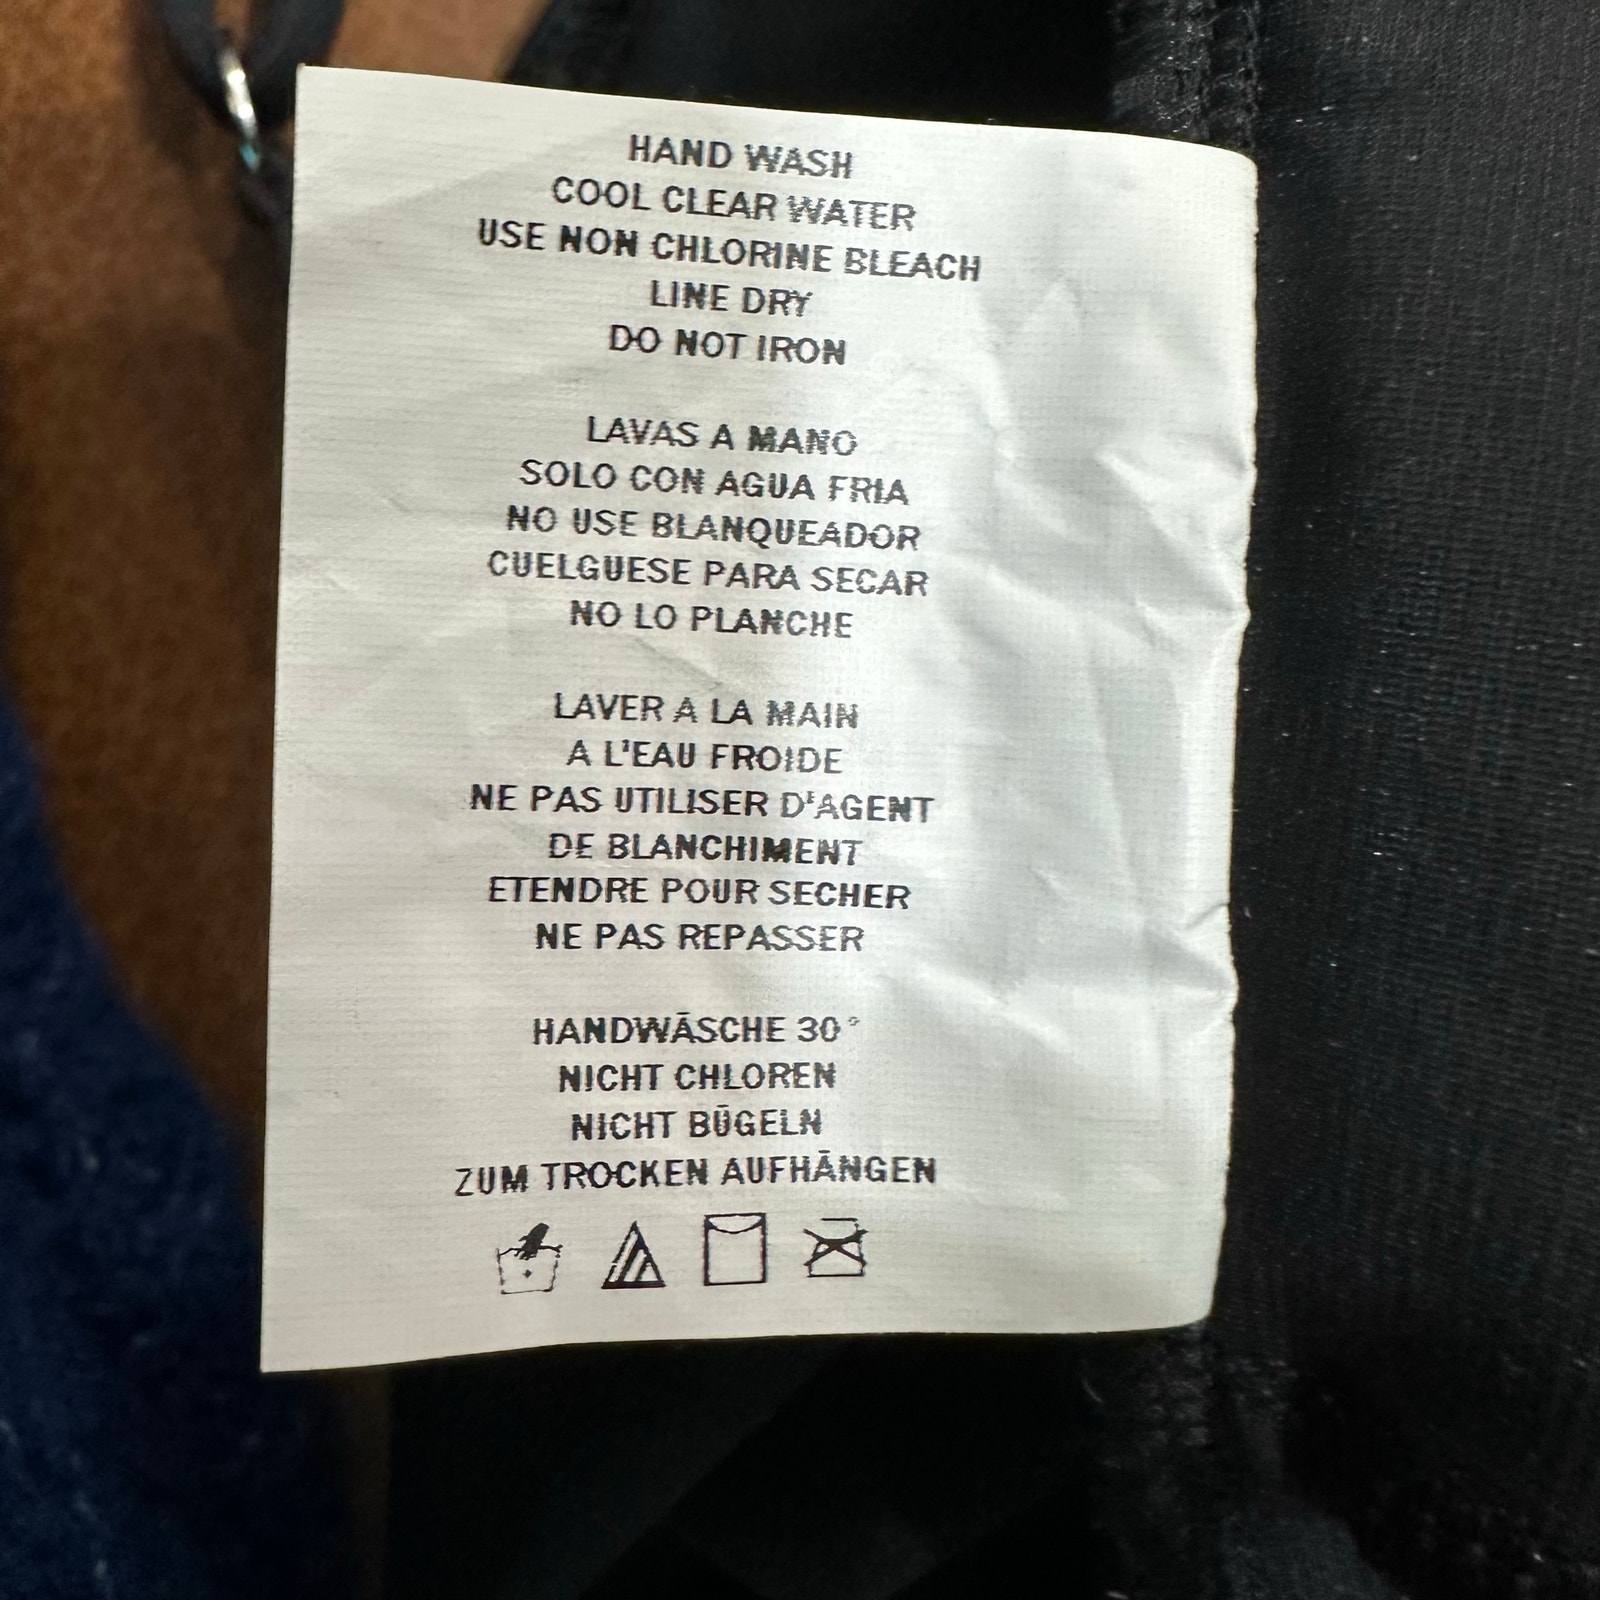 HAND WASH
COOL CLEAR WATER
USE NON CHLORINE BLEACH
LINE DRY
DO NOT IRON
LAVAS A MANO
SOLO CON AGUA FRIA
NO USE BLANQUEADOR
CUELGUESE PARA SECAR
NO LO PLANCHE
LAVER A LA MAIN
A L'EAU FROIDE
NE PAS UTILISER D'AGENT
DE BLANCHIMENT
ETENDRE POUR SECHER
NE PAS REPASSER
HANDWÄSCHE 30°
NICHT CHLOREN
NICHT BÜGELN
ZUM TROCKEN AUFHÄNGEN